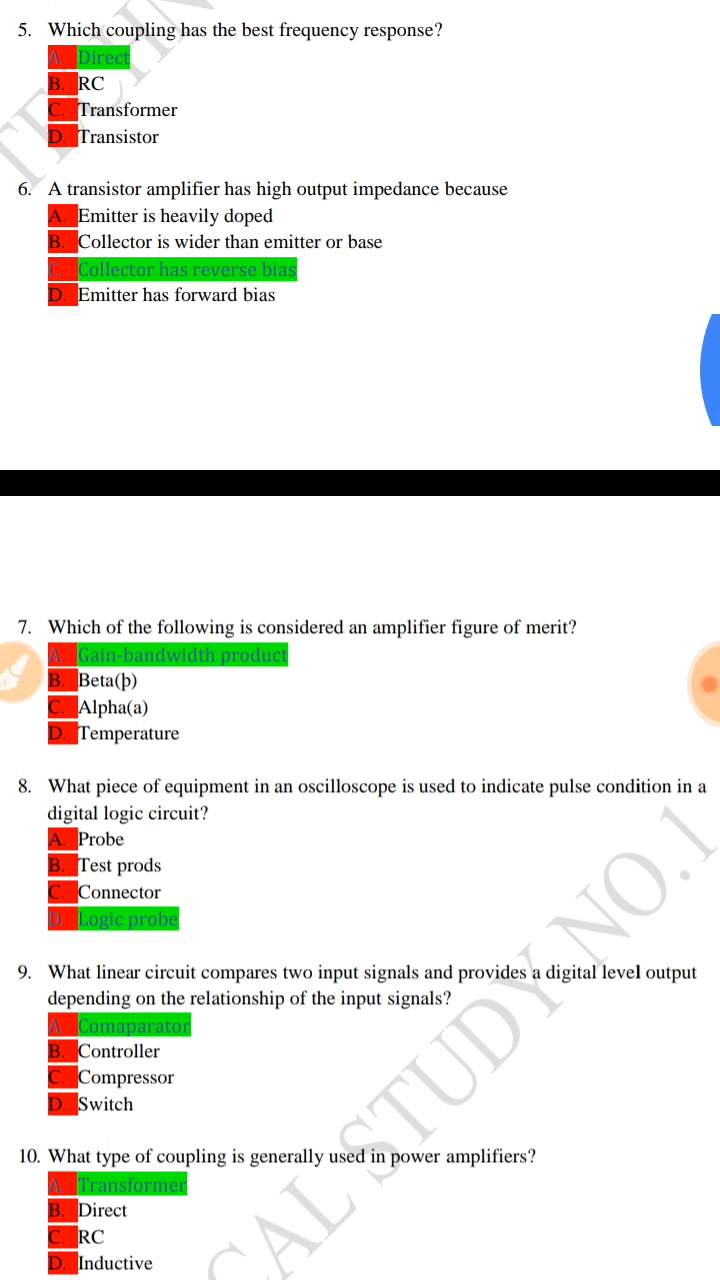 5. Which coupling has the best frequency response?
A. Direct
B. RC
C. Transformer
D. Transistor
6. A transistor amplifier has high output impedance because
A. Emitter is heavily doped
B. Collector is wider than emitter or base
C. Collector has reverse bias
D. Emitter has forward bias
7. Which of the following is considered an amplifier figure of merit?
A. Gain-bandwidth product
B. Beta(þ)
C. Alpha(a)
D. Temperature
8. What piece of equipment in an oscilloscope is used to indicate pulse condition in a
digital logic circuit?
A. Probe
B. Test prods
C. Connector
D. Logic probe
9. What linear circuit compares two input signals and provides a digital level output
depending on the relationship of the input signals?
A. Comaparator
B. Controller
C. Compressor
D. Switch
10. What type of coupling is generally used in power amplifiers?
A. Transformer
B. Direct
C. RC
D. Inductive
STUDY NO.1